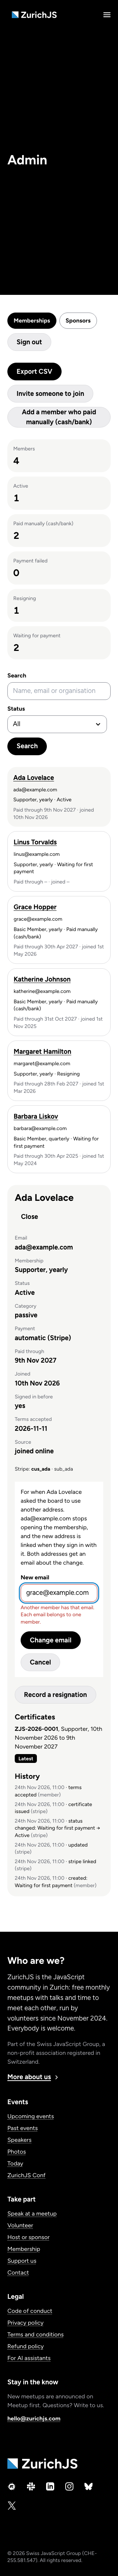 ZurichJS
Admin
Memberships
Sponsors
Sign out
Export CSV
Invite someone to join
Add a member who paid
manually (cash/bank)
Members
4
Active
1
Paid manually (cash/bank)
2
Payment failed
0
Resigning
1
Waiting for payment
2
Search
Name, email or organisation
Status
All
Search
Ada Lovelace
ada@example.com
Supporter, yearly · Active
Paid through 9th Nov 2027 · joined
10th Nov 2026
Linus Torvalds
linus@example.com
Supporter, yearly · Waiting for first
payment
Paid through – · joined –
Grace Hopper
grace@example.com
Basic Member, yearly · Paid manually
(cash/bank)
Paid through 30th Apr 2027 · joined 1st
May 2026
Katherine Johnson
katherine@example.com
Basic Member, yearly · Paid manually
(cash/bank)
Paid through 31st Oct 2027 · joined 1st
Nov 2025
Margaret Hamilton
margaret@example.com
Supporter, yearly · Resigning
Paid through 28th Feb 2027 · joined 1st
Mar 2026
Barbara Liskov
barbara@example.com
Basic Member, quarterly · Waiting for
first payment
Paid through 30th Apr 2025 · joined 1st
May 2024
Ada Lovelace
Close
Email
ada@example.com
Membership
Supporter, yearly
Status
Active
Category
passive
Payment
automatic (Stripe)
Paid through
9th Nov 2027
Joined
10th Nov 2026
Signed in before
yes
Terms accepted
2026-11-11
Source
joined online
Stripe: cus_ada · sub_ada
For when Ada Lovelace
asked the board to use
another address.
ada@example.com stops
opening the membership,
and the new address is
linked when they sign in with
it. Both addresses get an
email about the change.
New email
grace@example.com
Another member has that email.
Each email belongs to one
member.
Change email
Cancel
Record a resignation
Certificates
ZJS-2026-0001, Supporter, 10th
November 2026 to 9th
November 2027
Latest
History
24th Nov 2026, 11:00 · terms
accepted (member)
24th Nov 2026, 11:00 · certificate
issued (stripe)
24th Nov 2026, 11:00 · status
changed: Waiting for first payment →
Active (stripe)
24th Nov 2026, 11:00 · updated
(stripe)
24th Nov 2026, 11:00 · stripe linked
(stripe)
24th Nov 2026, 11:00 · created:
Waiting for first payment (member)
Who are we?
ZurichJS is the JavaScript
community in Zurich: free monthly
meetups with talks and time to
meet each other, run by
volunteers since November 2024.
Everybody is welcome.
Part of the Swiss JavaScript Group, a
non-profit association registered in
Switzerland.
More about us
Events
Upcoming events
Past events
Speakers
Photos
Today
ZurichJS Conf
Take part
Speak at a meetup
Volunteer
Host or sponsor
Membership
Support us
Contact
Legal
Code of conduct
Privacy policy
Terms and conditions
Refund policy
For AI assistants
Stay in the know
New meetups are announced on
Meetup first. Questions? Write to us.
hello@zurichjs.com
ZurichJS
© 2026 Swiss JavaScript Group (CHE-
255.581.547). All rights reserved.